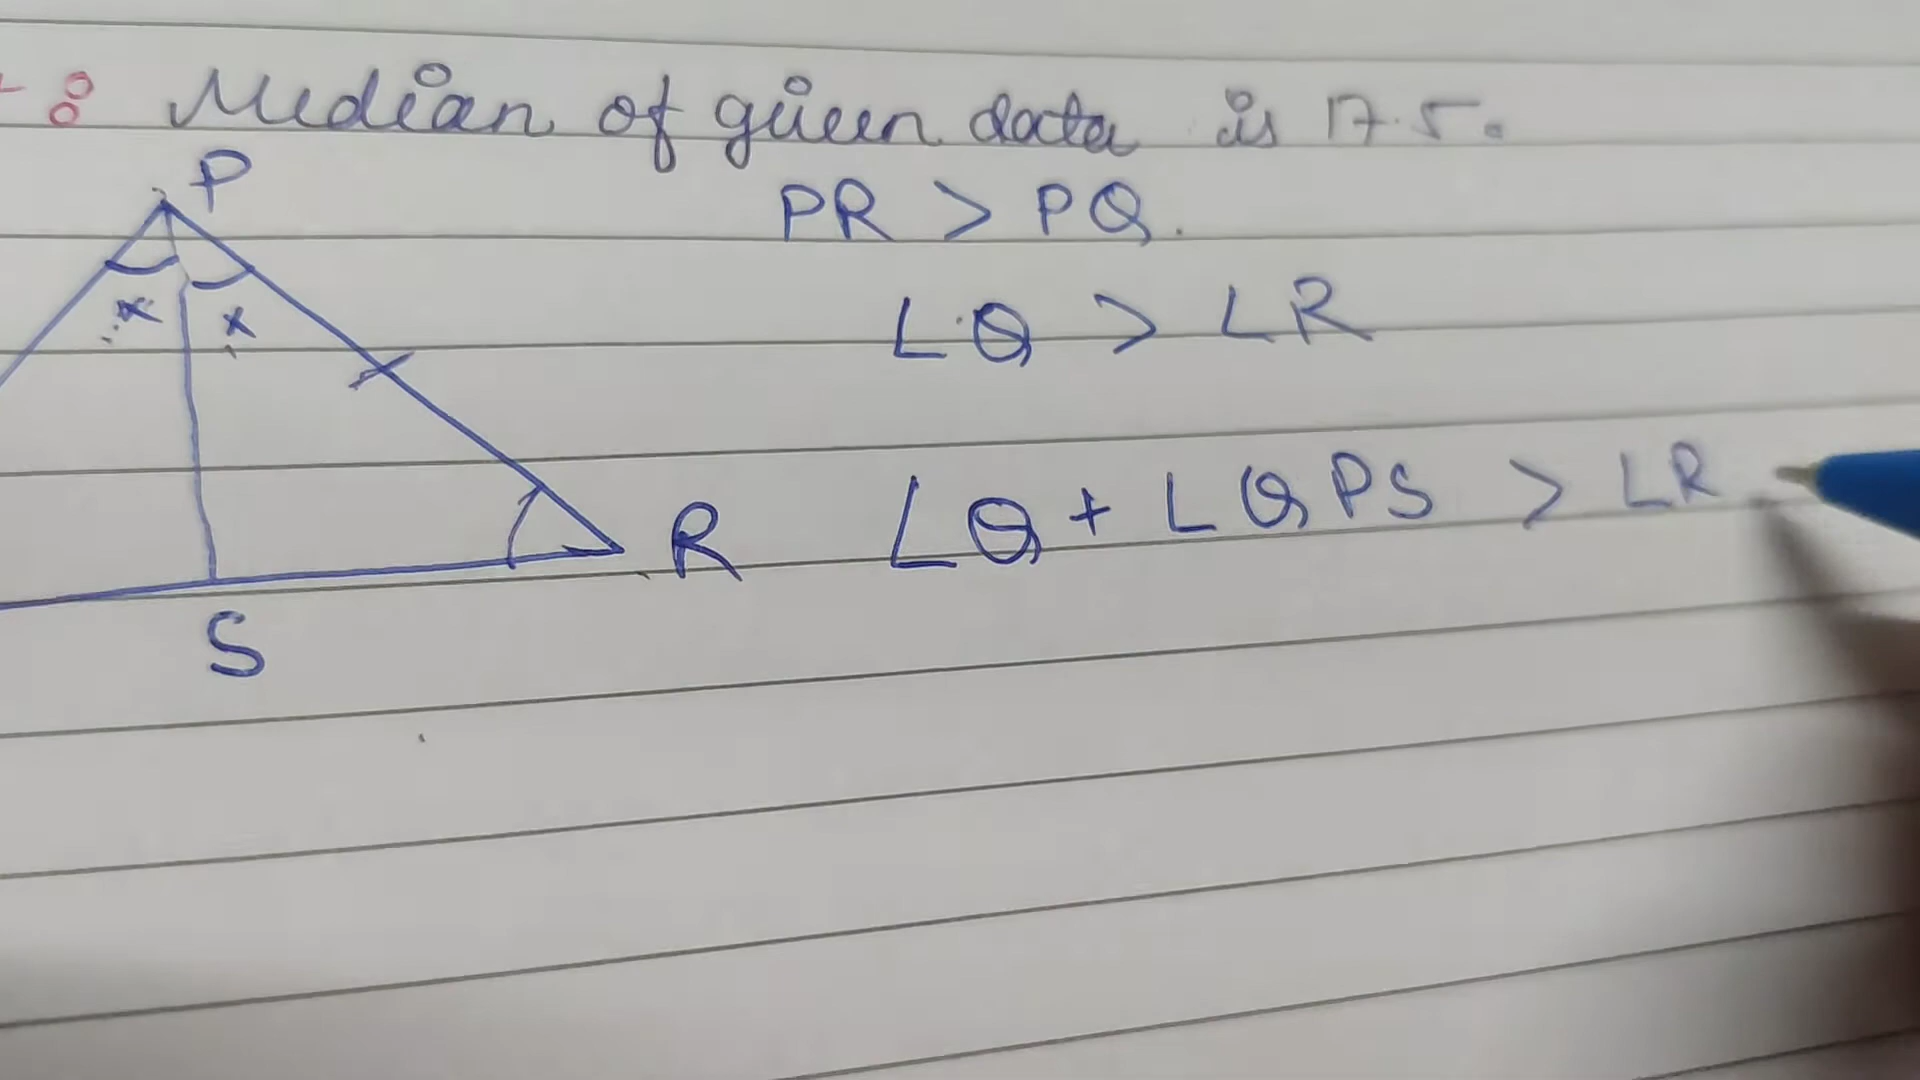 Median of given data is 17.5.
P
PR > PQ.
x x
∠Q > ∠R
∠Q + ∠QPS > ∠R
R
S